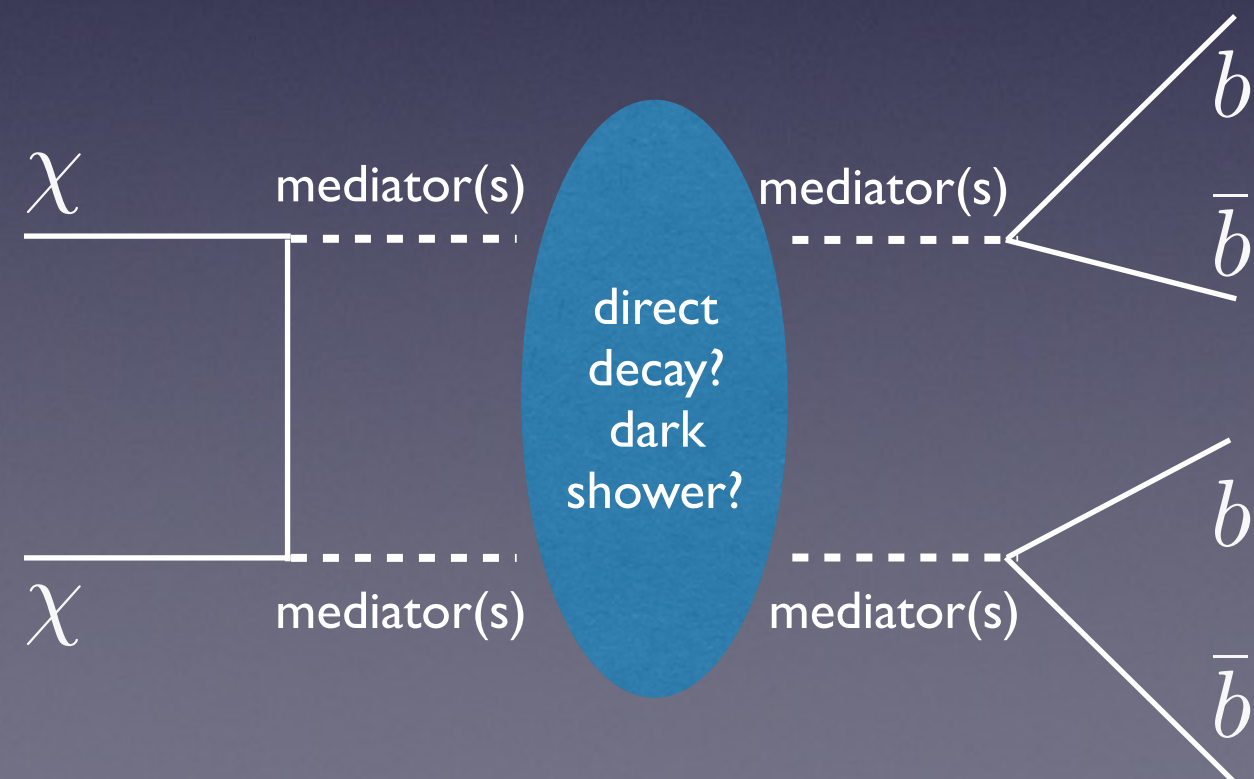 χ
mediator(s)
mediator(s)
b
b̄
direct
decay?
dark
shower?
χ
mediator(s)
mediator(s)
b
b̄